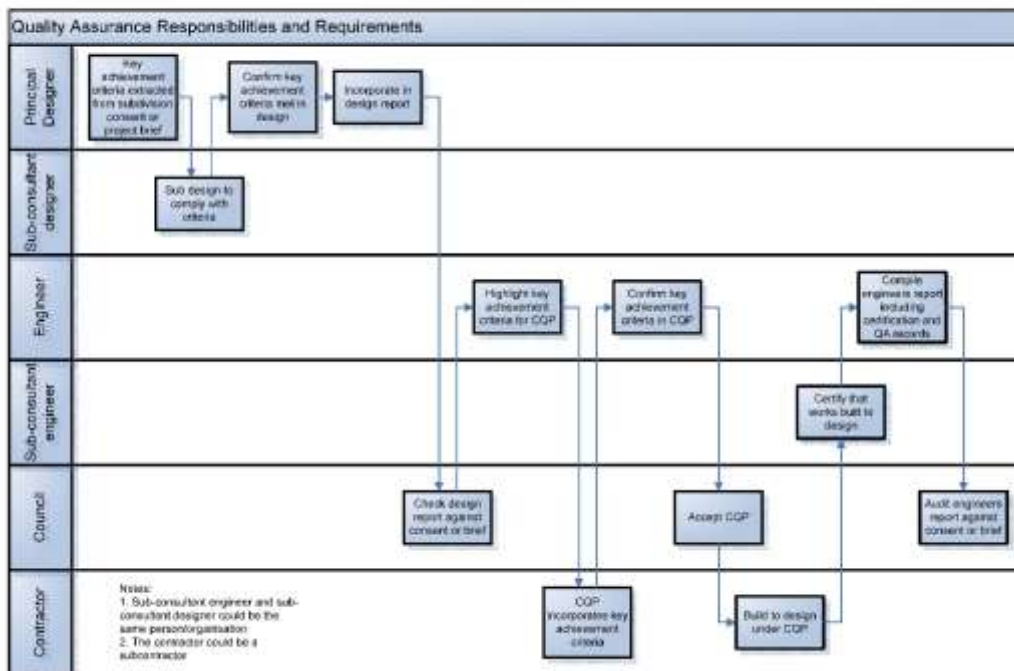 Quality Assurance Responsibilities and Requirements
Principal
Designer
Key
achievement
criteria extracted
from subdivision
consent or
project brief
Confirm key
achievement
criteria met in
design
Incorporate in
design report
Sub-consultant
designer
Sub design to
comply with
criteria
Engineer
Highlight key
achievement
criteria for CQP
Confirm key
achievement
criteria in CQP
Compile
engineers report
including
certification and
QA records
Sub-consultant
engineer
Certify that
works built to
design
Council
Check design
report against
consent or brief
Accept CQP
Audit engineers
report against
consent or brief
Contractor
Notes:
1. Sub-consultant engineer and sub-
consultant designer could be the
same person/organisation
2. The contractor could be a
subcontractor
CQP
incorporates key
achievement
criteria
Build to design
under CQP